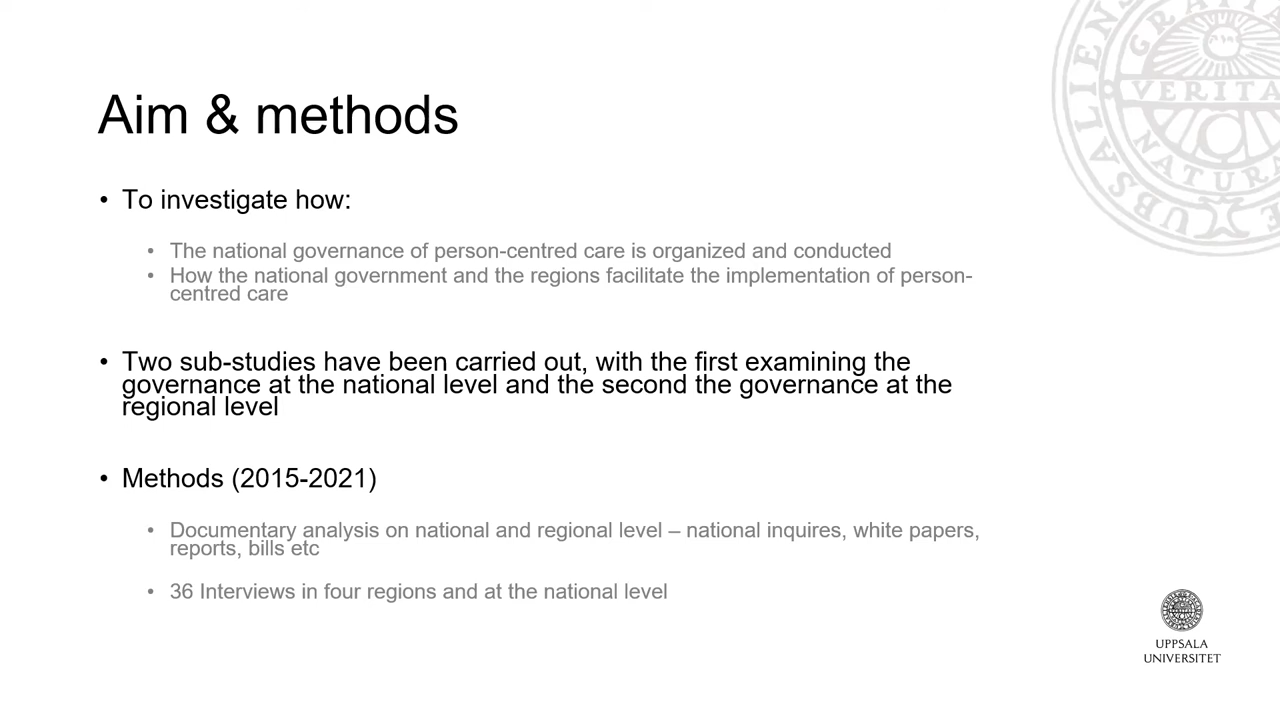 Aim & methods
• To investigate how:
• The national governance of person-centred care is organized and conducted
• How the national government and the regions facilitate the implementation of person-
centred care
• Two sub-studies have been carried out, with the first examining the
governance at the national level and the second the governance at the
regional level
• Methods (2015-2021)
• Documentary analysis on national and regional level – national inquires, white papers,
reports, bills etc
• 36 Interviews in four regions and at the national level
GRATIA
VERITA
NATURA
UPPSALA
UNIVERSITET